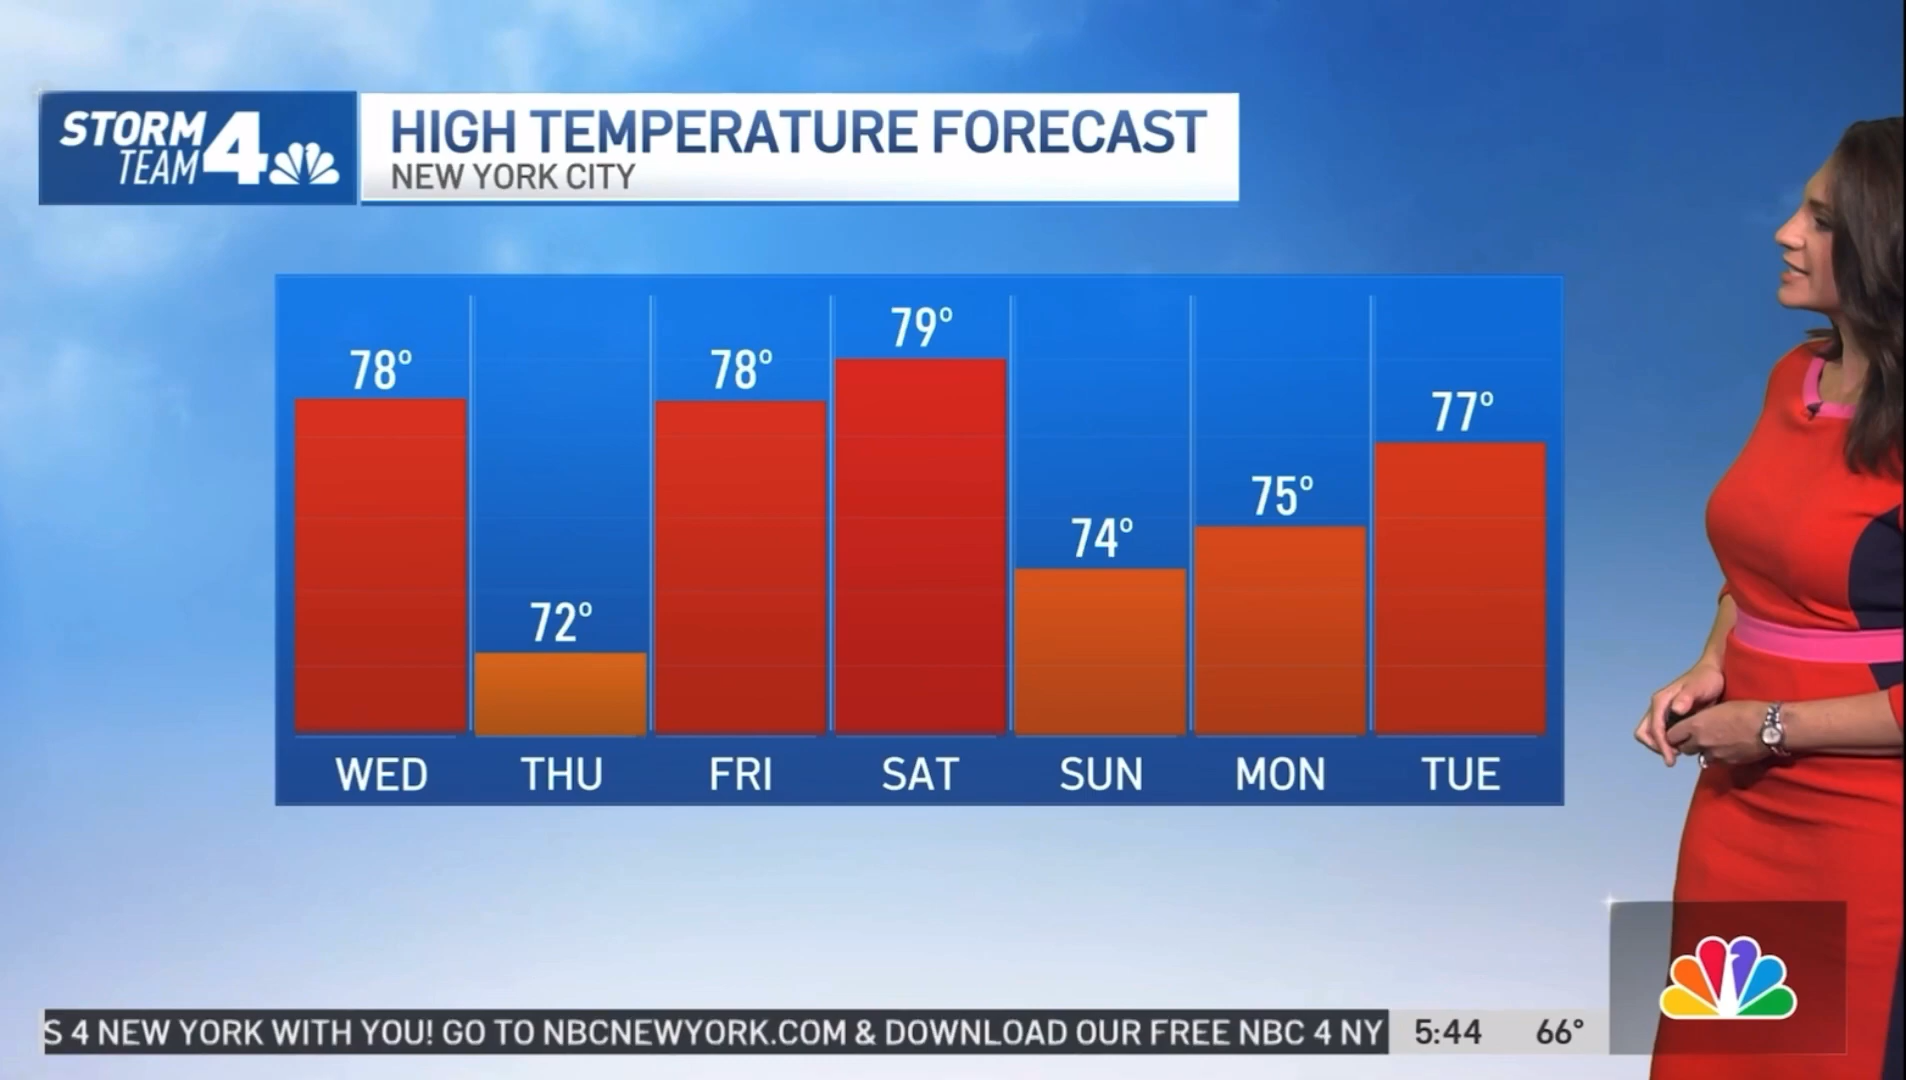 STORM
TEAM 4
HIGH TEMPERATURE FORECAST
NEW YORK CITY
78° 72° 78° 79° 74° 75° 77°
WED THU FRI SAT SUN MON TUE
S 4 NEW YORK WITH YOU! GO TO NBCNEWYORK.COM & DOWNLOAD OUR FREE NBC 4 NY
5:44 66°